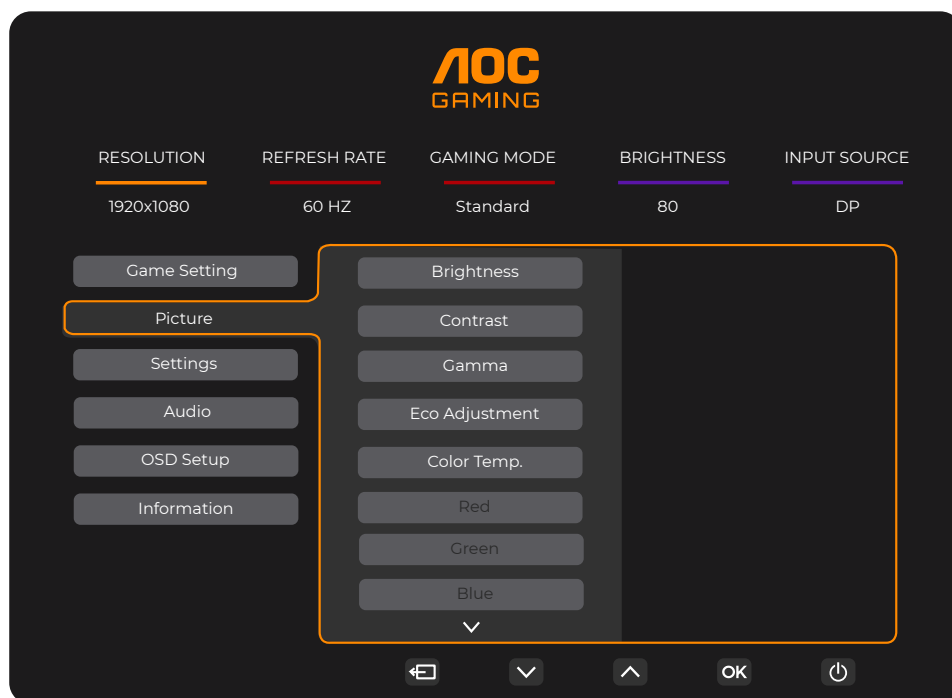 AOC
GAMING
RESOLUTION REFRESH RATE GAMING MODE BRIGHTNESS INPUT SOURCE
1920x1080 60 HZ Standard 80 DP
Game Setting
Picture
Settings
Audio
OSD Setup
Information
Brightness
Contrast
Gamma
Eco Adjustment
Color Temp.
Red
Green
Blue
OK